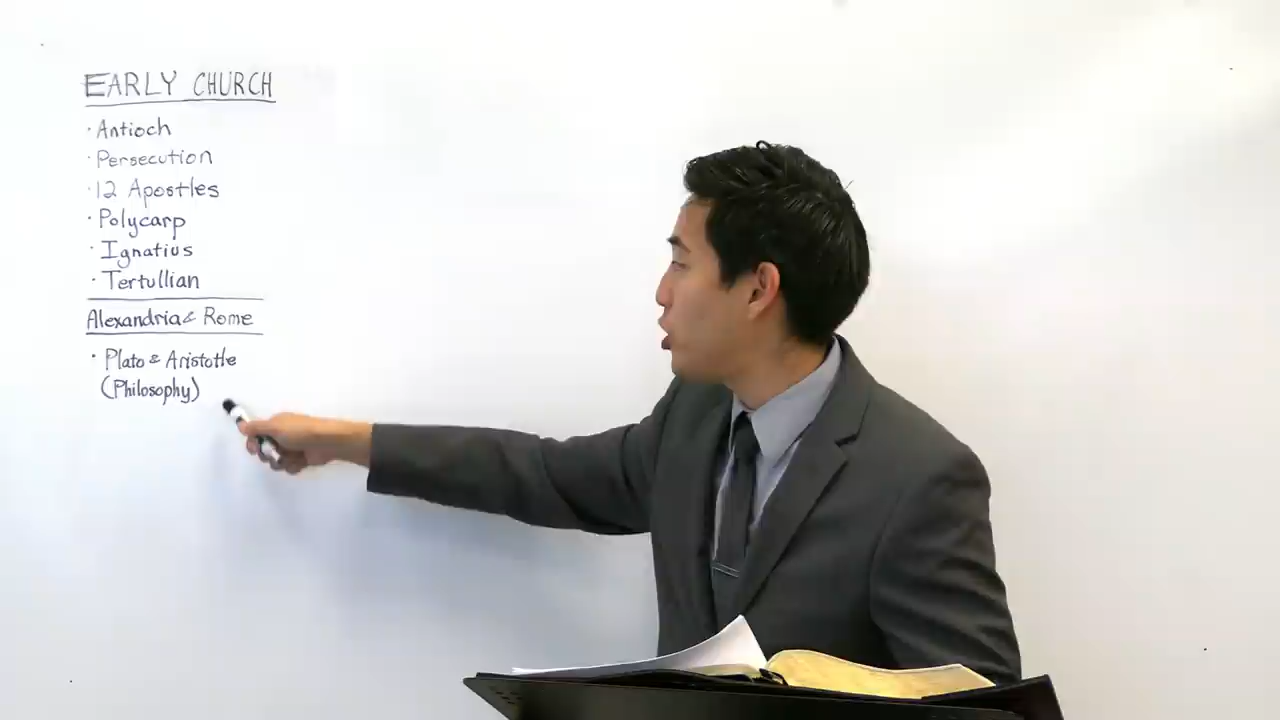 EARLY CHURCH
· Antioch
· Persecution
· 12 Apostles
· Polycarp
· Ignatius
· Tertullian
Alexandria & Rome
· Plato & Aristotle
(Philosophy)